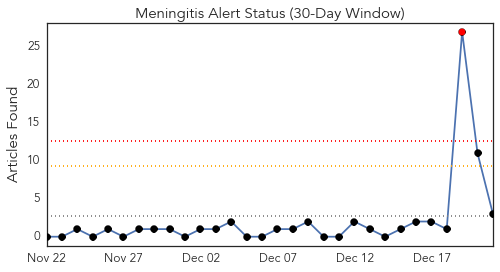 Meningitis Alert Status (30-Day Window)
Articles Found
25
20
15
10
5
0
Nov 22 Nov 27 Dec 02 Dec 07 Dec 12 Dec 17